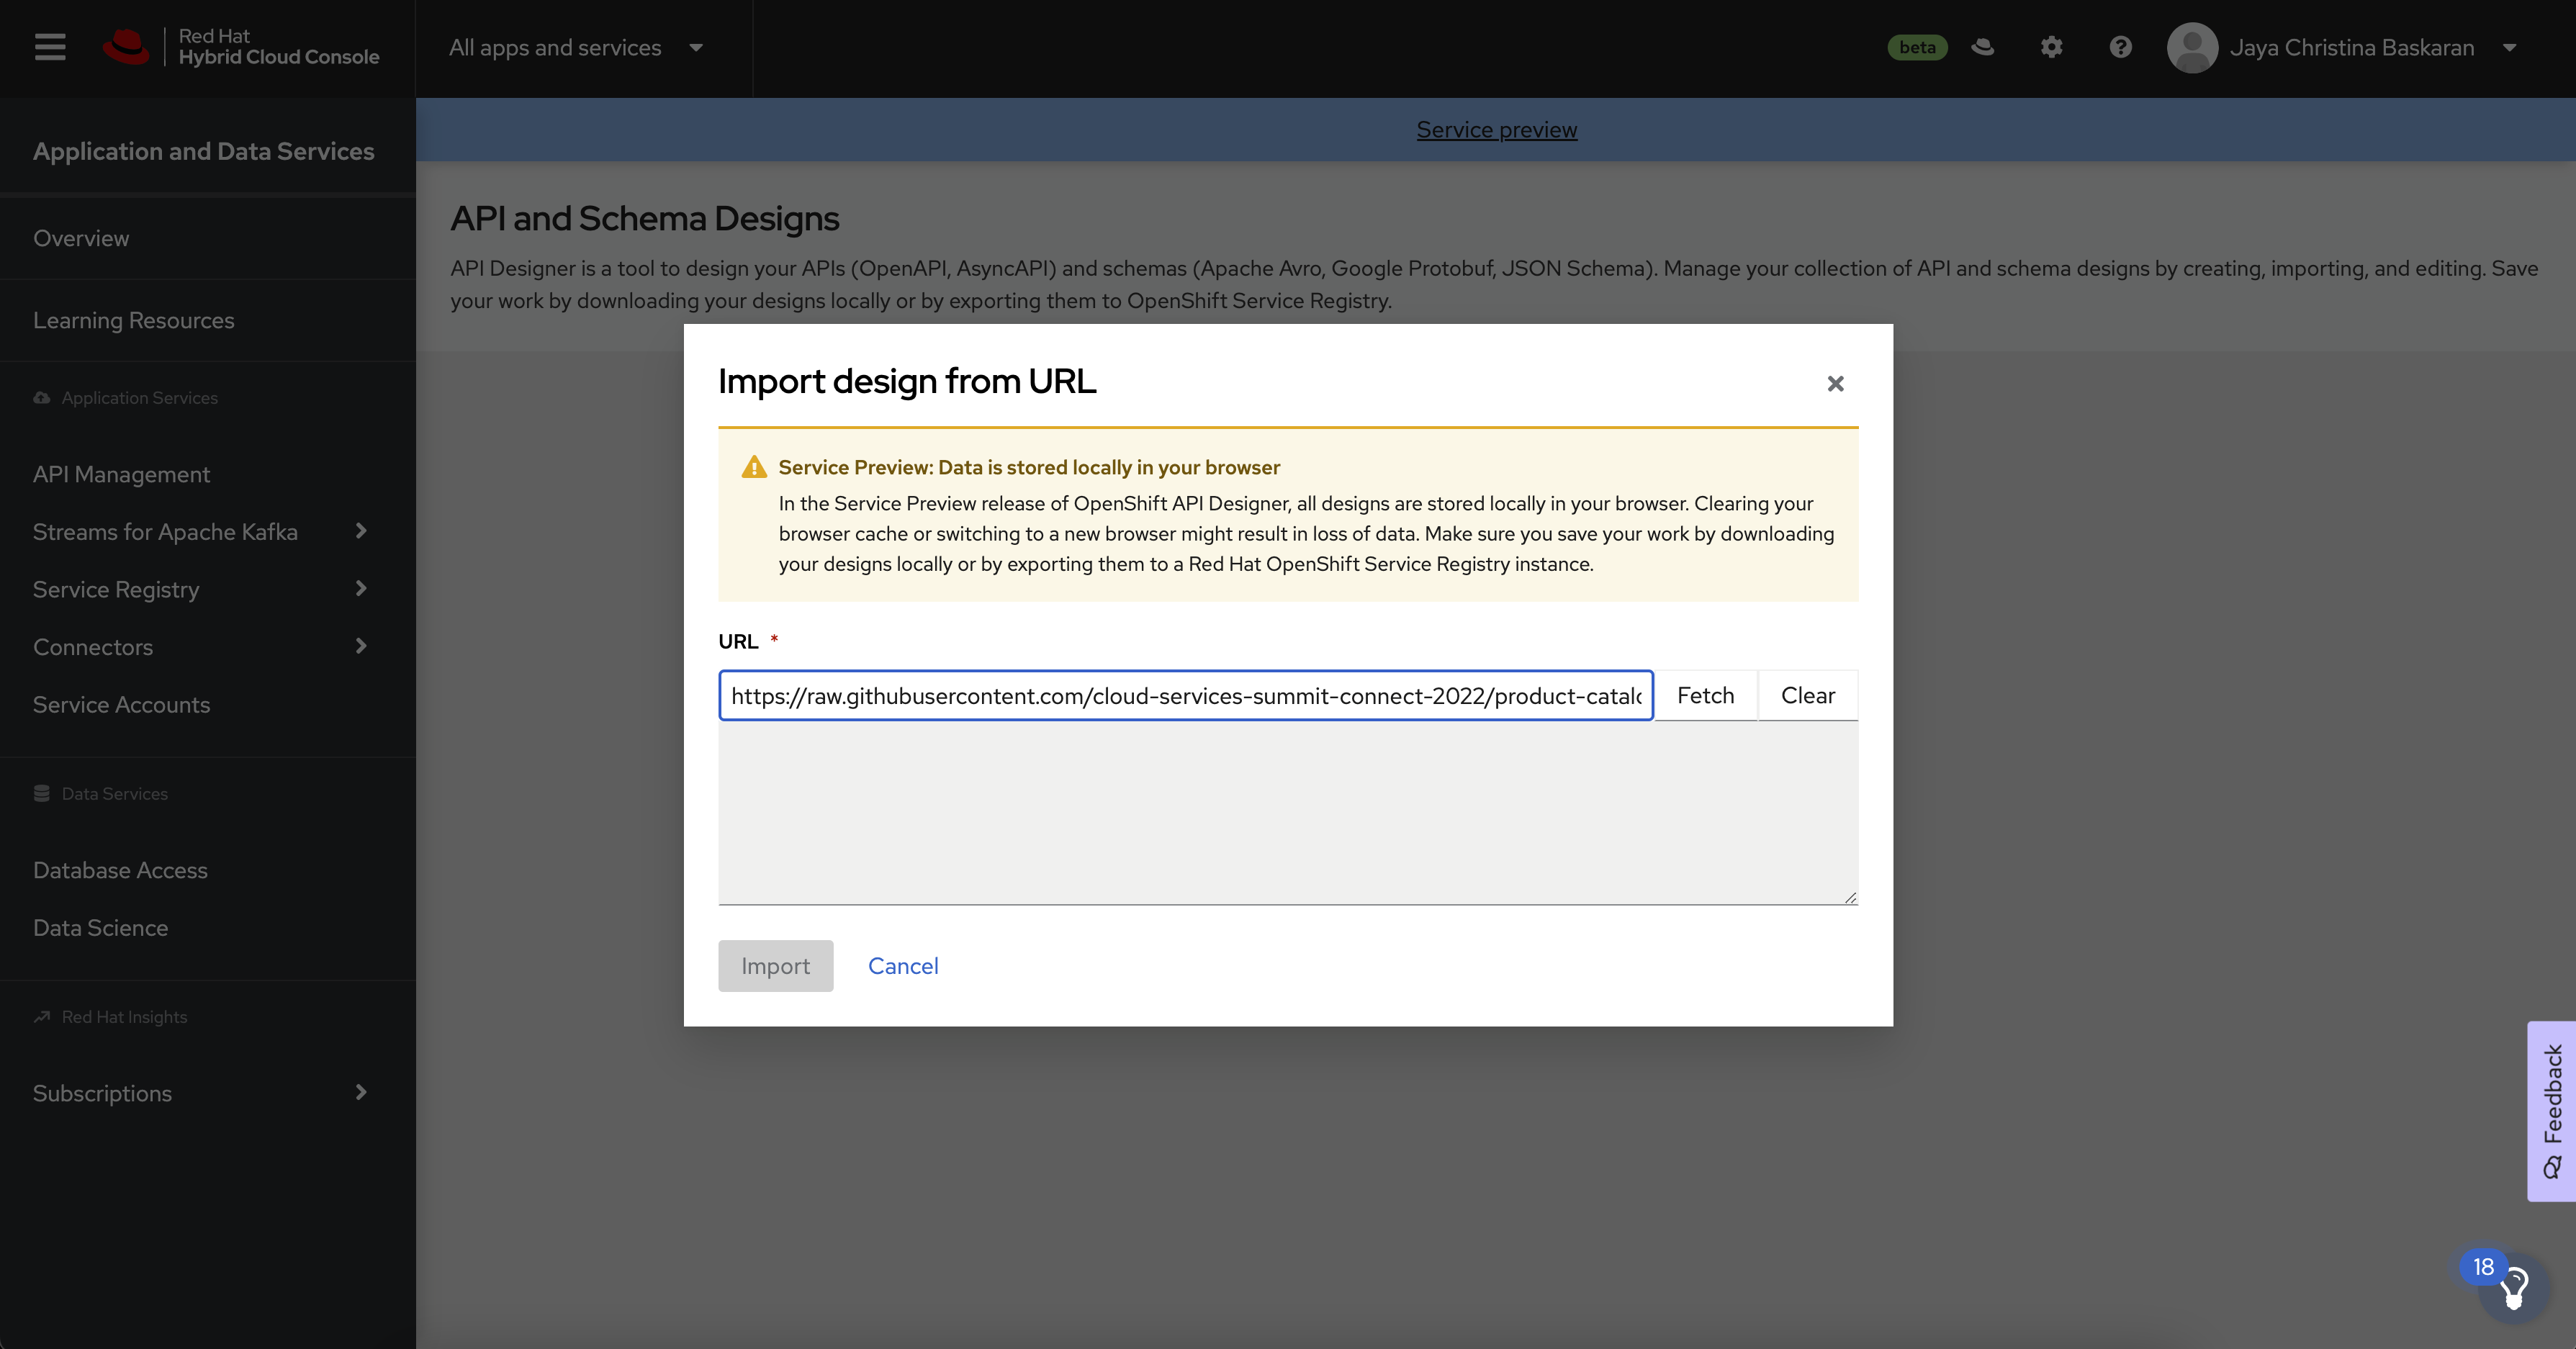 Red Hat
Hybrid Cloud Console
All apps and services
beta
Jaya Christina Baskaran
Application and Data Services
Overview
Learning Resources
Application Services
API Management
Streams for Apache Kafka
Service Registry
Connectors
Service Accounts
Data Services
Database Access
Data Science
Red Hat Insights
Subscriptions
Service preview
API and Schema Designs
API Designer is a tool to design your APIs (OpenAPI, AsyncAPI) and schemas (Apache Avro, Google Protobuf, JSON Schema). Manage your collection of API and schema designs by creating, importing, and editing. Save
your work by downloading your designs locally or by exporting them to OpenShift Service Registry.
Import design from URL
Service Preview: Data is stored locally in your browser
In the Service Preview release of OpenShift API Designer, all designs are stored locally in your browser. Clearing your
browser cache or switching to a new browser might result in loss of data. Make sure you save your work by downloading
your designs locally or by exporting them to a Red Hat OpenShift Service Registry instance.
URL *
https://raw.githubusercontent.com/cloud-services-summit-connect-2022/product-catal
Fetch
Clear
Import
Cancel
Feedback
18